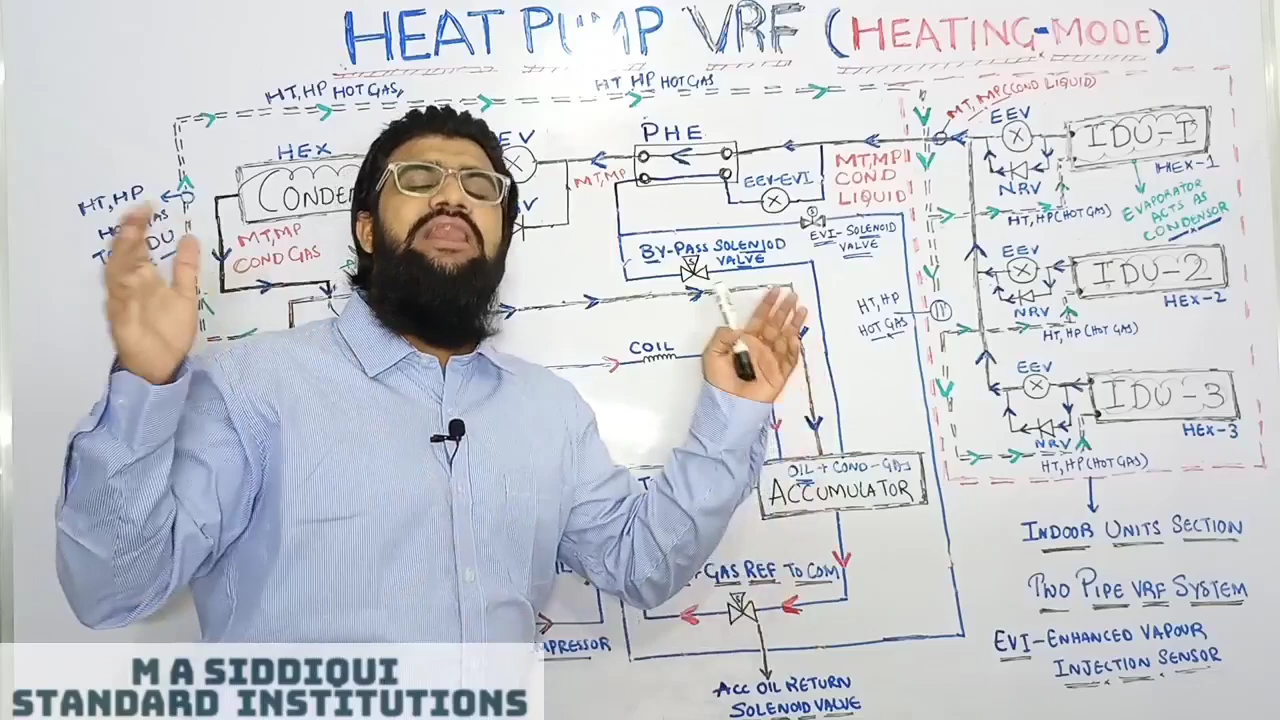 HEAT PUMP VRF (HEATING-MODE)
HT, HP HOT GAS,
HT, HP HOT GAS
MT, MP (COND LIQUID)
HEX
EV
PHE
EEV
IDU-1
HEX-1
MT, MP
EEV-EVI
MT, MP
COND
LIQUID
NRV
HT, HP (HOT GAS)
EVAPORATOR
ACTS AS
CONDENSOR
HT, HP
MT, MP
COND GAS
EVI-SOLENOID
VALVE
BY-PASS SOLENIOD
VALVE
EEV
IDU-2
HEX-2
NRV
HT, HP (HOT GAS)
HT, HP
HOT GAS
COIL
EEV
IDU-3
HEX-3
NRV
HT, HP (HOT GAS)
OIL + COND-GAS
ACCUMULATOR
INDOOR UNITS SECTION
GAS REF TO COM
TWO PIPE VRF SYSTEM
EVI-ENHANCED VAPOUR
INJECTION SENSOR
ACC OIL RETURN
SOLENOID VALVE
M A SIDDIQUI
STANDARD INSTITUTIONS